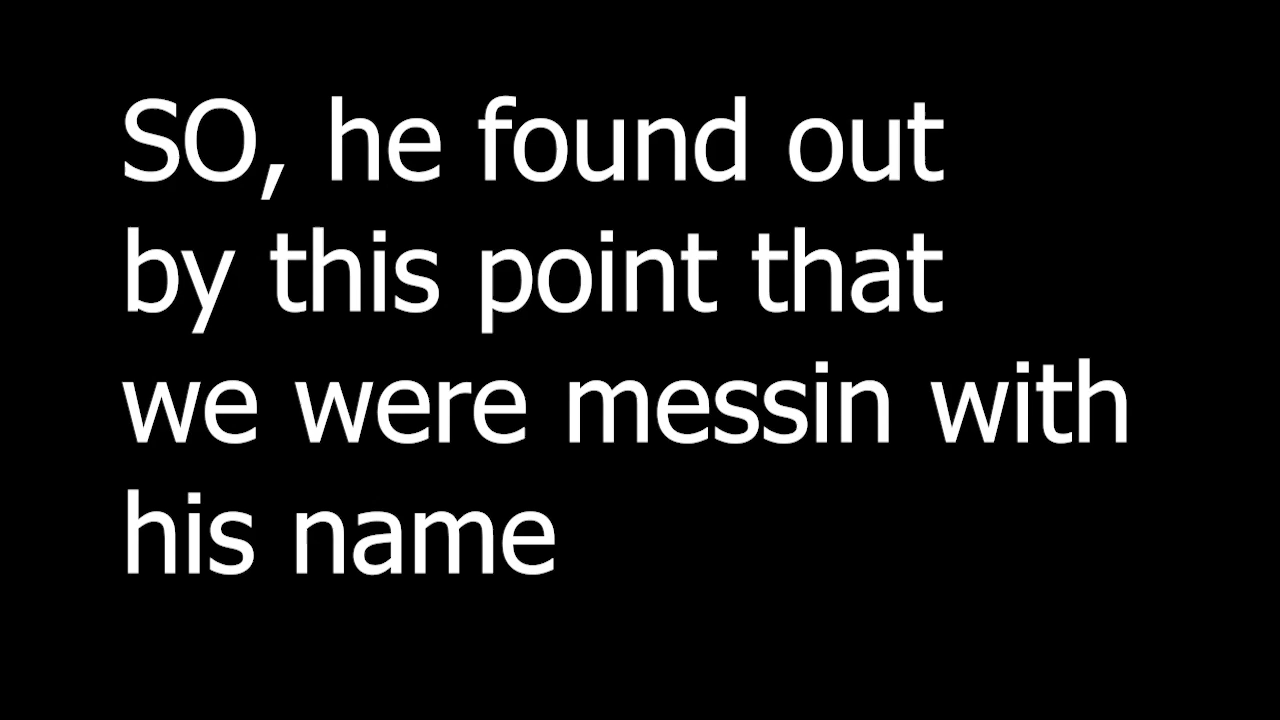 SO, he found out
by this point that
we were messin with
his name